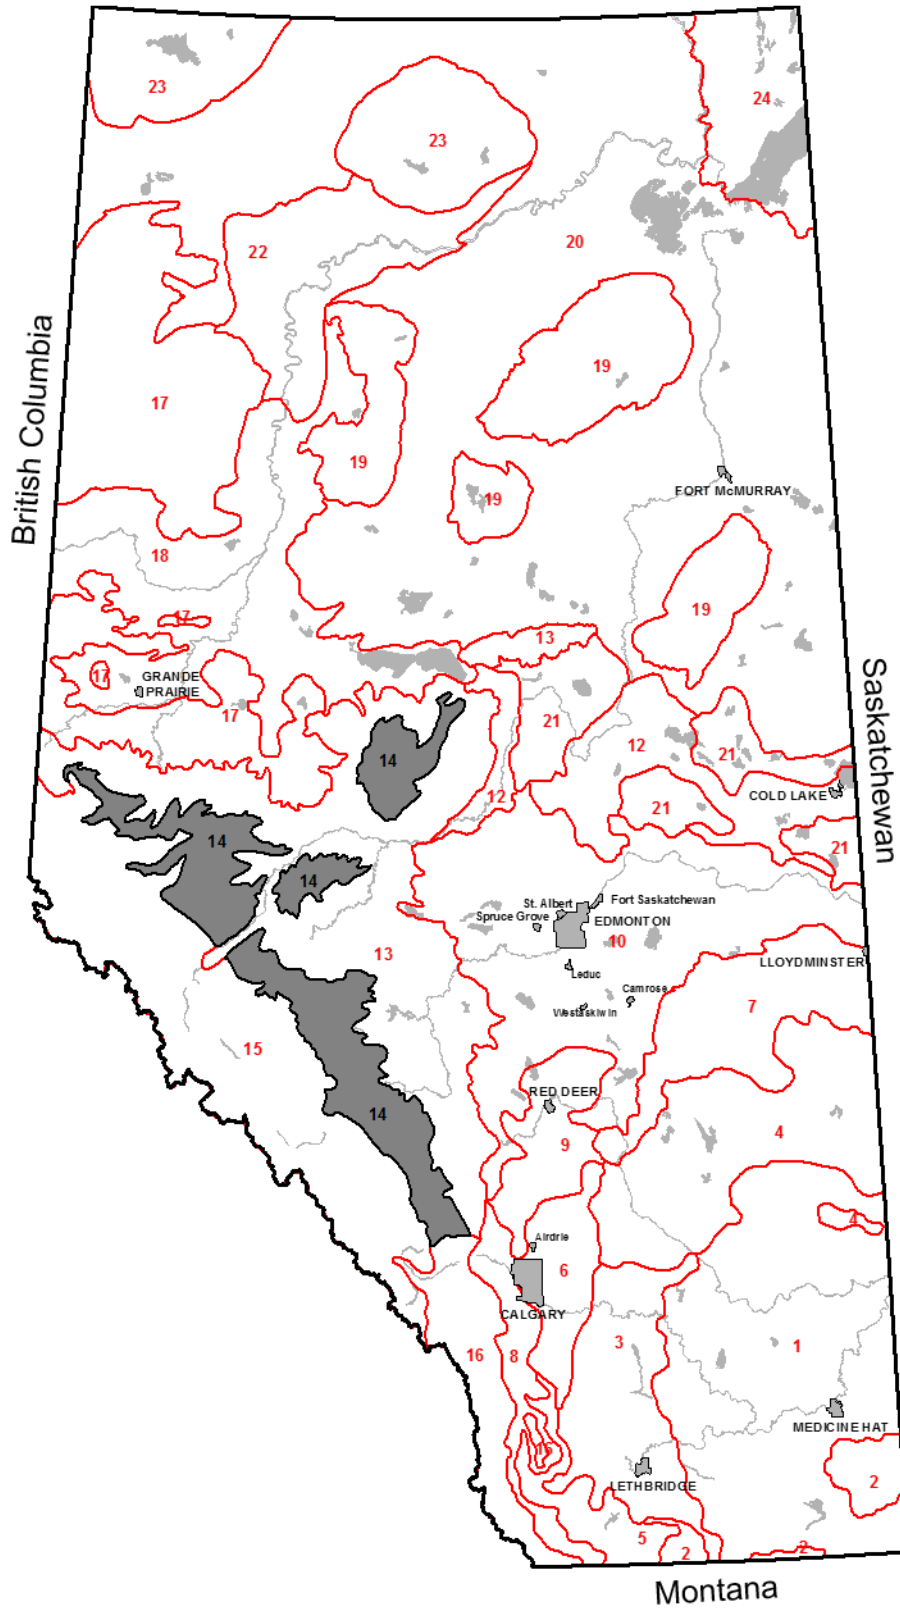 23
24
23
20
22
19
17
British Columbia
19
19
FORT McMURRAY
18
19
17
13
17
GRANDE
PRAIRIE
17
21
12
21
Saskatchewan
14
12
COLD LAKE
21
14
21
14
St. Albert
Fort Saskatchewan
Spruce Grove
EDMONTON
10
13
LLOYDMINSTER
Leduc
Camrose
7
Wetaskiwin
15
RED DEER
14
9
4
4
Airdrie
6
CALGARY
3
1
16
8
MEDICINE HAT
16
2
LETHBRIDGE
5
2
2
Montana